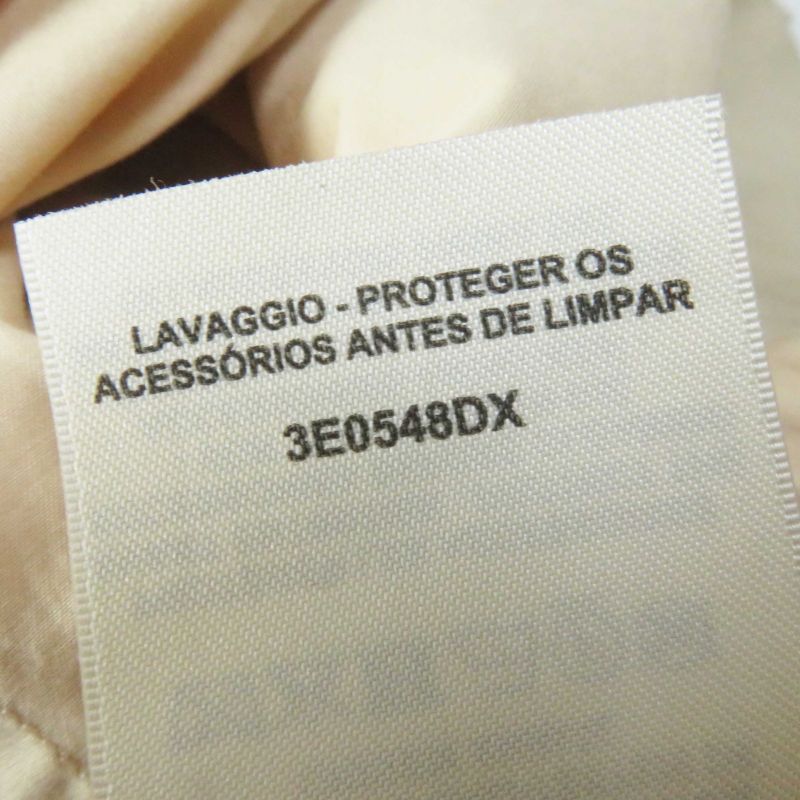 LAVAGGIO - PROTEGER OS
ACESSÓRIOS ANTES DE LIMPAR
3E0548DX